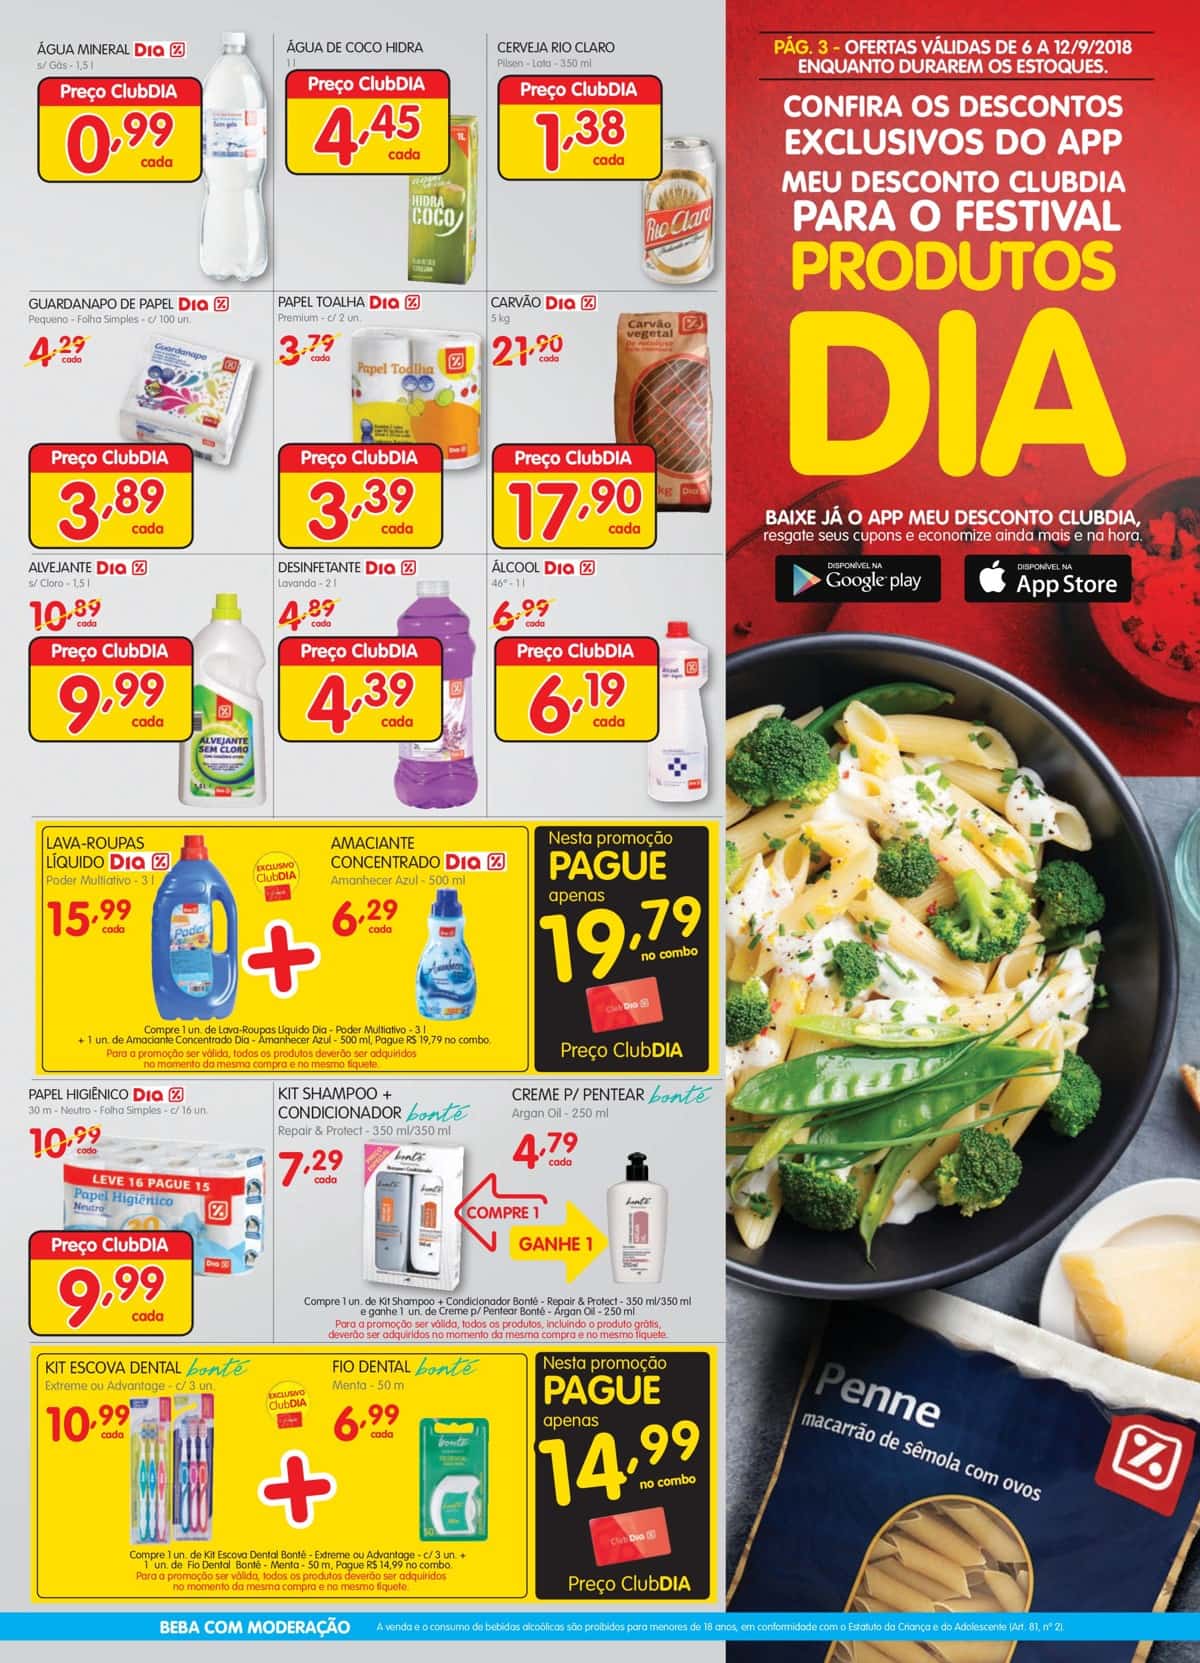 ÁGUA MINERAL Dia %
s/ Gás - 1,5 l
Preço ClubDIA
0,99
cada
ÁGUA DE COCO HIDRA
1 l
Preço ClubDIA
4,45
cada
HIDRA
COCO
CERVEJA RIO CLARO
Pilsen - Lata - 350 ml
Preço ClubDIA
1,38
cada
Rio Claro
GUARDANAPO DE PAPEL Dia %
Pequeno - Folha Simples - c/ 100 un.
4,29
cada
Guardanapo
Preço ClubDIA
3,89
cada
PAPEL TOALHA Dia %
Premium - c/ 2 un.
3,79
cada
Papel Toalha
Preço ClubDIA
3,39
cada
CARVÃO Dia %
5 kg
21,90
cada
Carvão
vegetal
Preço ClubDIA
17,90
cada
ALVEJANTE Dia %
s/ Cloro - 1,5 l
10,89
cada
Preço ClubDIA
9,99
cada
ALVEJANTE
SEM CLORO
DESINFETANTE Dia %
Lavanda - 2 l
4,89
cada
Preço ClubDIA
4,39
cada
ÁLCOOL Dia %
46° - 1 l
6,99
cada
Preço ClubDIA
6,19
cada
LAVA-ROUPAS
LÍQUIDO Dia %
Poder Multiativo - 3 l
15,99
cada
Poder
EXCLUSIVO
ClubDIA
+
AMACIANTE
CONCENTRADO Dia %
Amanhecer Azul - 500 ml
6,29
cada
Amanhecer
Compre 1 un. de Lava-Roupas Líquido Dia - Poder Multiativo - 3 l
+ 1 un. de Amaciante Concentrado Dia - Amanhecer Azul - 500 ml, Pague R$ 19,79 no combo.
Para a promoção ser válida, todos os produtos deverão ser adquiridos
no momento da mesma compra e no mesmo tíquete.
Nesta promoção
PAGUE
apenas
19,79
no combo
Club Dia %
Preço ClubDIA
PAPEL HIGIÊNICO Dia %
30 m - Neutro - Folha Simples - c/ 16 un.
10,99
cada
LEVE 16 PAGUE 15
Papel Higiênico
Neutro
Preço ClubDIA
9,99
cada
KIT SHAMPOO +
CONDICIONADOR bonté
Repair & Protect - 350 ml/350 ml
7,29
cada
bonté
COMPRE 1
GANHE 1
CREME P/ PENTEAR bonté
Argan Oil - 250 ml
4,79
cada
bonté
Compre 1 un. de Kit Shampoo + Condicionador Bonté - Repair & Protect - 350 ml/350 ml
e ganhe 1 un. de Creme p/ Pentear Bonté - Argan Oil - 250 ml
Para a promoção ser válida, todos os produtos, incluindo o produto grátis,
deverão ser adquiridos no momento da mesma compra e no mesmo tíquete.
KIT ESCOVA DENTAL bonté
Extreme ou Advantage - c/ 3 un.
10,99
cada
EXCLUSIVO
ClubDIA
+
FIO DENTAL bonté
Menta - 50 m
6,99
cada
bonté
Compre 1 un. de Kit Escova Dental Bonté - Extreme ou Advantage - c/ 3 un. +
1 un. de Fio Dental Bonté - Menta - 50 m, Pague R$ 14,99 no combo.
Para a promoção ser válida, todos os produtos deverão ser adquiridos
no momento da mesma compra e no mesmo tíquete.
Nesta promoção
PAGUE
apenas
14,99
no combo
Club Dia %
Preço ClubDIA
PÁG. 3 - OFERTAS VÁLIDAS DE 6 A 12/9/2018
ENQUANTO DURAREM OS ESTOQUES.
CONFIRA OS DESCONTOS
EXCLUSIVOS DO APP
MEU DESCONTO CLUBDIA
PARA O FESTIVAL
PRODUTOS
DIA
BAIXE JÁ O APP MEU DESCONTO CLUBDIA,
resgate seus cupons e economize ainda mais e na hora.
DISPONÍVEL NA
Google play
DISPONÍVEL NA
App Store
Penne
macarrão de sêmola com ovos
%
BEBA COM MODERAÇÃO
A venda e o consumo de bebidas alcoólicas são proibidos para menores de 18 anos, em conformidade com o Estatuto da Criança e do Adolescente (Art. 81, nº 2).